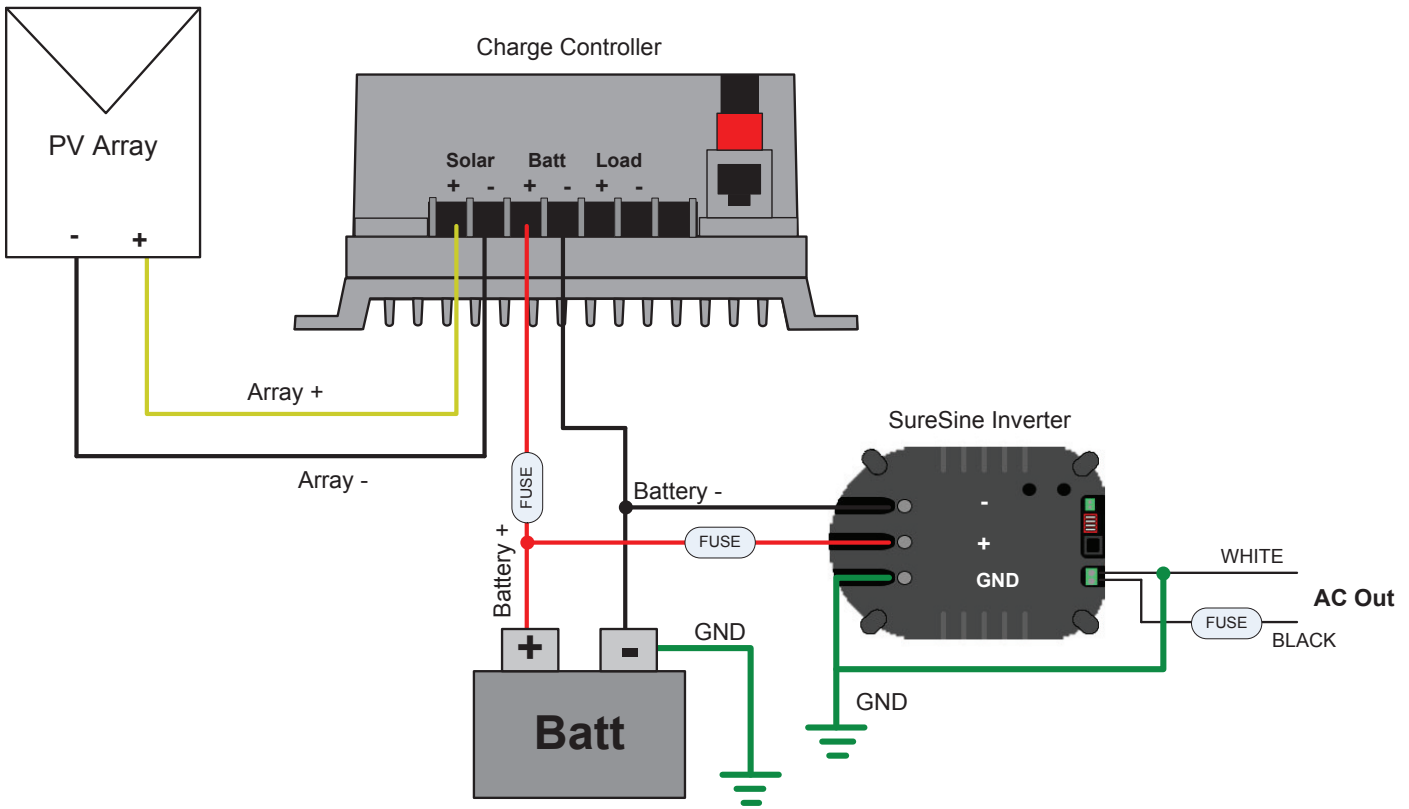 Charge Controller
PV Array
- +
Solar Batt Load
+ - + - + -
Array +
Array -
FUSE
Battery +
Battery -
FUSE
SureSine Inverter
-
+
GND
WHITE
AC Out
FUSE
BLACK
GND
GND
+ -
Batt